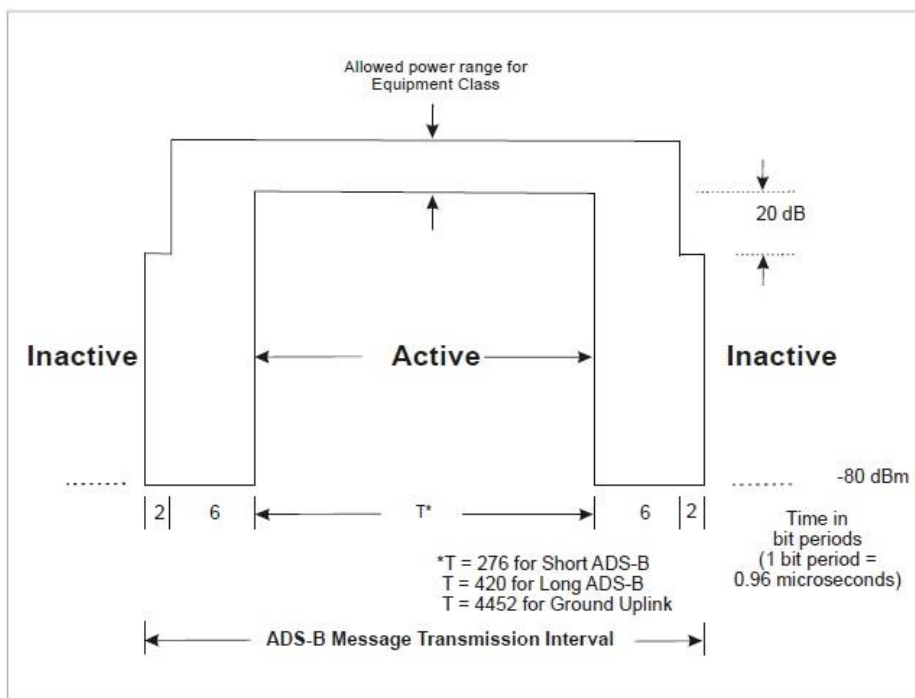 Allowed power range for
Equipment Class
20 dB
Inactive
Active
Inactive
-80 dBm
2
6
T*
6
2
Time in
bit periods
(1 bit period =
0.96 microseconds)
*T = 276 for Short ADS-B
T = 420 for Long ADS-B
T = 4452 for Ground Uplink
ADS-B Message Transmission Interval